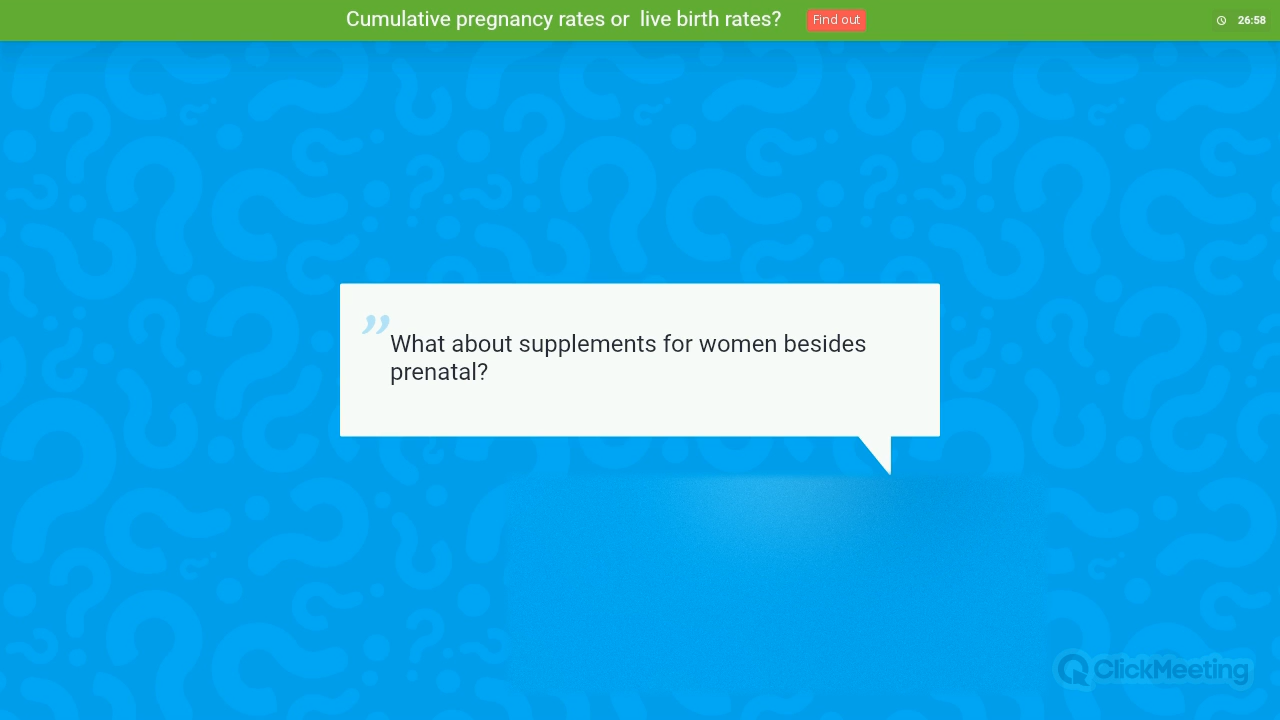 Cumulative pregnancy rates or  live birth rates?
Find out
26:58
”
What about supplements for women besides
prenatal?
ClickMeeting